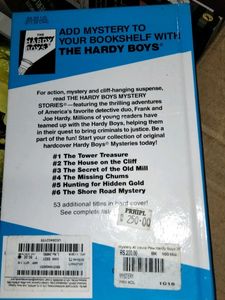 THE
HARDY
BOYS
ADD MYSTERY TO
YOUR BOOKSHELF WITH
THE HARDY BOYS®
For action, mystery and cliff-hanging suspense,
read THE HARDY BOYS MYSTERY
STORIES®—featuring the thrilling adventures
of America's favorite detective duo, Frank and
Joe Hardy. Millions of young readers have
teamed up with the Hardy Boys, helping them
in their quest to bring criminals to justice. Be a
part of the fun! Start your collection of original
hardcover Hardy Boys Mysteries today!
#1 The Tower Treasure
#2 The House on the Cliff
#3 The Secret of the Old Mill
#4 The Missing Chums
#5 Hunting for Hidden Gold
#6 The Shore Road Mystery
53 additional titles in hard
See complete
250-00
MYSTERY